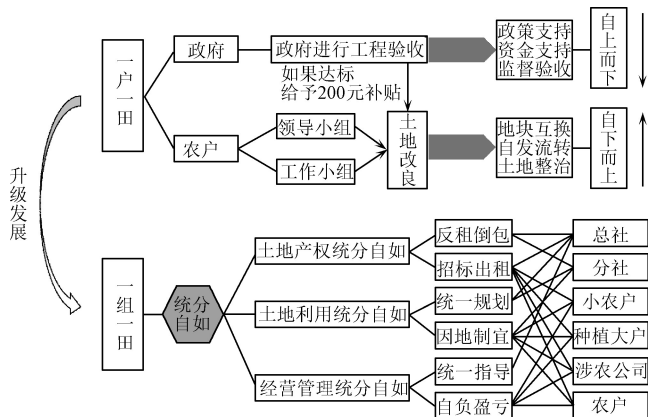 一户一田
政府
政府进行工程验收
政策支持
资金支持
监督验收
自上而下
如果达标
给予200元补贴
农户
领导小组
工作小组
土地改良
地块互换
自发流转
土地整治
自下而上
升级发展
一组一田
统分
自如
土地产权统分自如
土地利用统分自如
经营管理统分自如
反租倒包
招标出租
统一规划
因地制宜
统一指导
自负盈亏
总社
分社
小农户
种植大户
涉农公司
农户